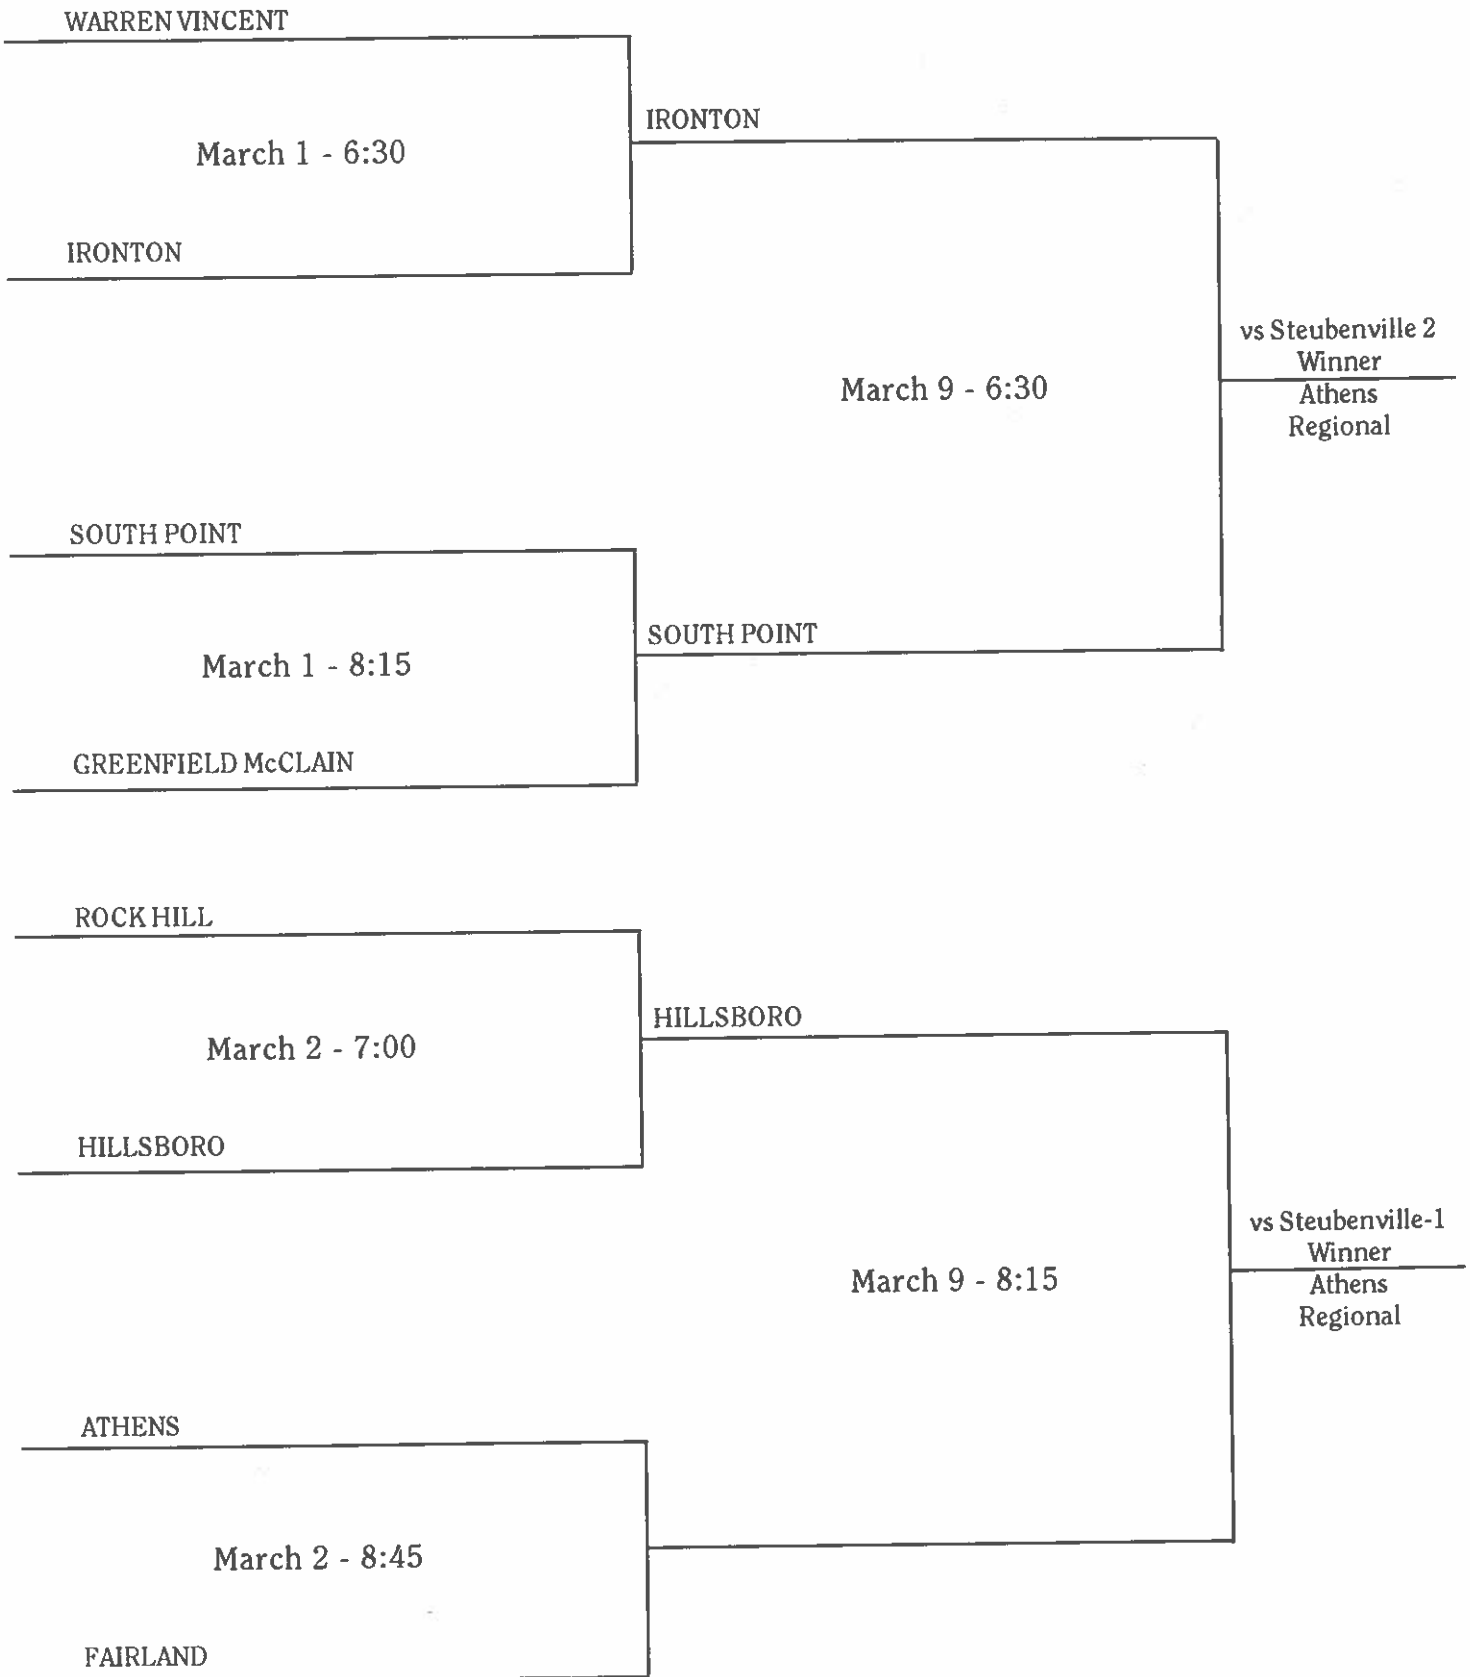 WARREN VINCENT
March 1 - 6:30
IRONTON
IRONTON
SOUTH POINT
March 1 - 8:15
GREENFIELD McCLAIN
SOUTH POINT
March 9 - 6:30
vs Steubenville 2
Winner
Athens
Regional
ROCK HILL
March 2 - 7:00
HILLSBORO
HILLSBORO
ATHENS
March 2 - 8:45
FAIRLAND
March 9 - 8:15
vs Steubenville-1
Winner
Athens
Regional